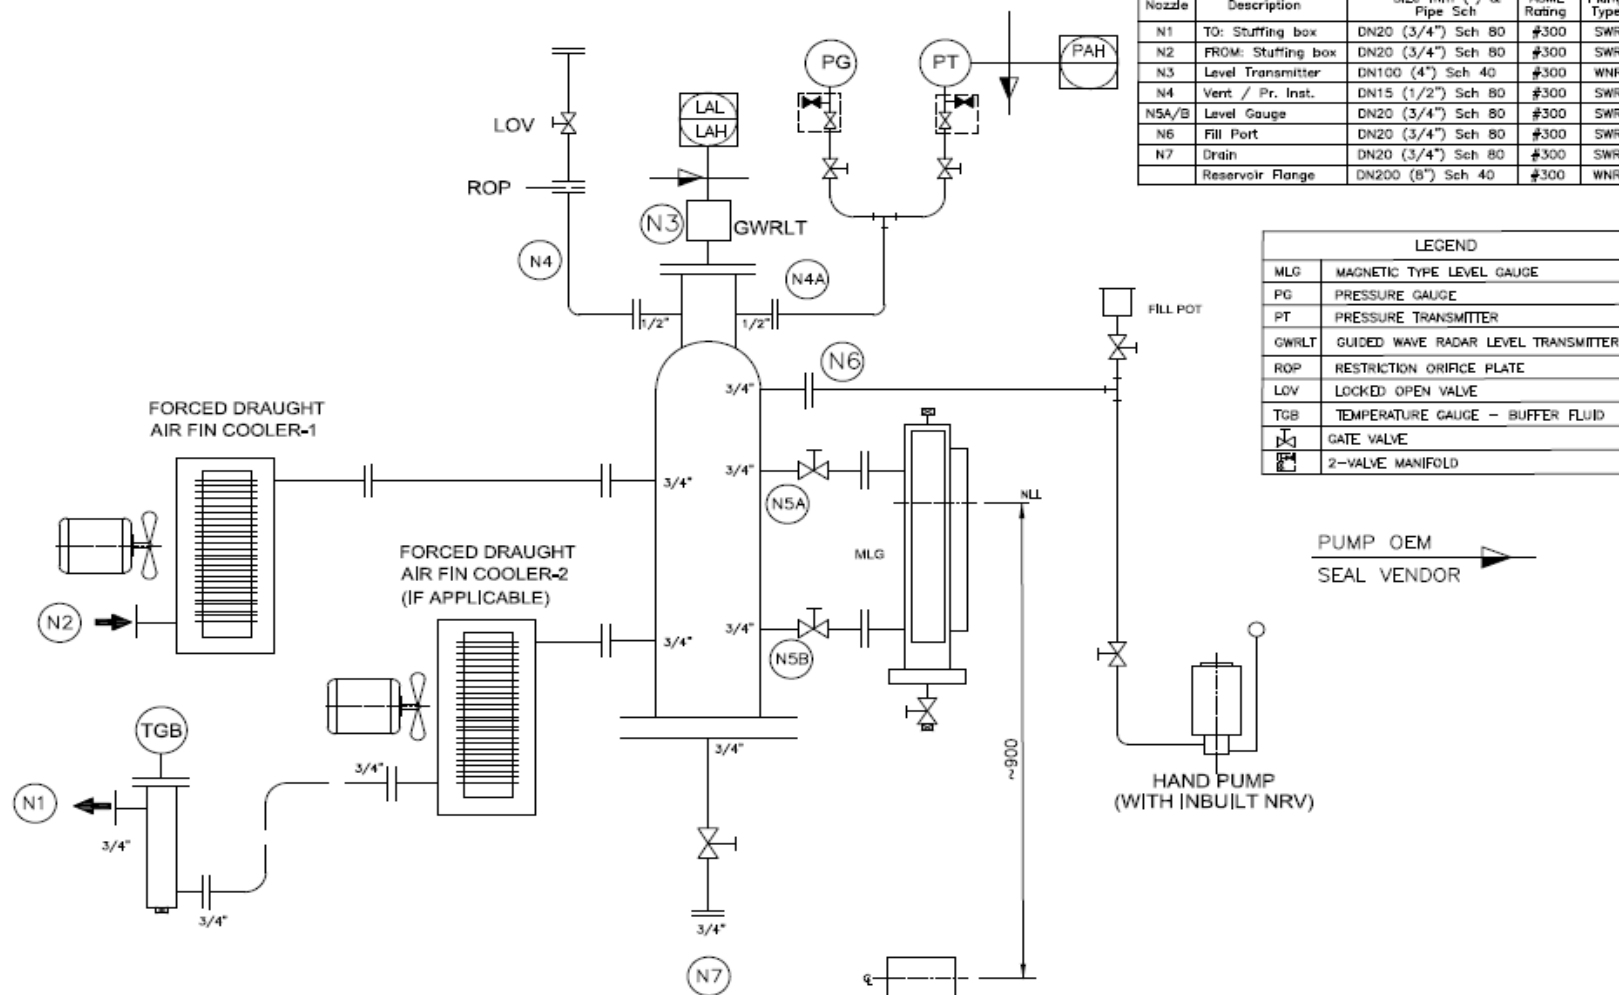 Nozzle Description Pipe Sch Rating Type
N1 TO: Stuffing box DN20 (3/4") Sch 80 #300 SWR
N2 FROM: Stuffing box DN20 (3/4") Sch 80 #300 SWR
N3 Level Transmitter DN100 (4") Sch 40 #300 WNR
N4 Vent / Pr. Inst. DN15 (1/2") Sch 80 #300 SWR
N5A/B Level Gauge DN20 (3/4") Sch 80 #300 SWR
N6 Fill Port DN20 (3/4") Sch 80 #300 SWR
N7 Drain DN20 (3/4") Sch 80 #300 SWR
Reservoir Flange DN200 (8") Sch 40 #300 WNR
PG
PT
PAH
LAL
LAH
LOV
ROP
N3
GWRLT
N4
N4A
1/2"
1/2"
FILL POT
N6
3/4"
LEGEND
MLG MAGNETIC TYPE LEVEL GAUGE
PG PRESSURE GAUGE
PT PRESSURE TRANSMITTER
GWRLT GUIDED WAVE RADAR LEVEL TRANSMITTER
ROP RESTRICTION ORIFICE PLATE
LOV LOCKED OPEN VALVE
TGB TEMPERATURE GAUGE - BUFFER FLUID
GATE VALVE
2-VALVE MANIFOLD
FORCED DRAUGHT
AIR FIN COOLER-1
3/4"
3/4"
N5A
NLL
MLG
FORCED DRAUGHT
AIR FIN COOLER-2
(IF APPLICABLE)
PUMP OEM
SEAL VENDOR
N2
3/4"
3/4"
N5B
TGB
3/4"
3/4"
~900
HAND PUMP
(WITH INBUILT NRV)
N1
3/4"
3/4"
3/4"
N7